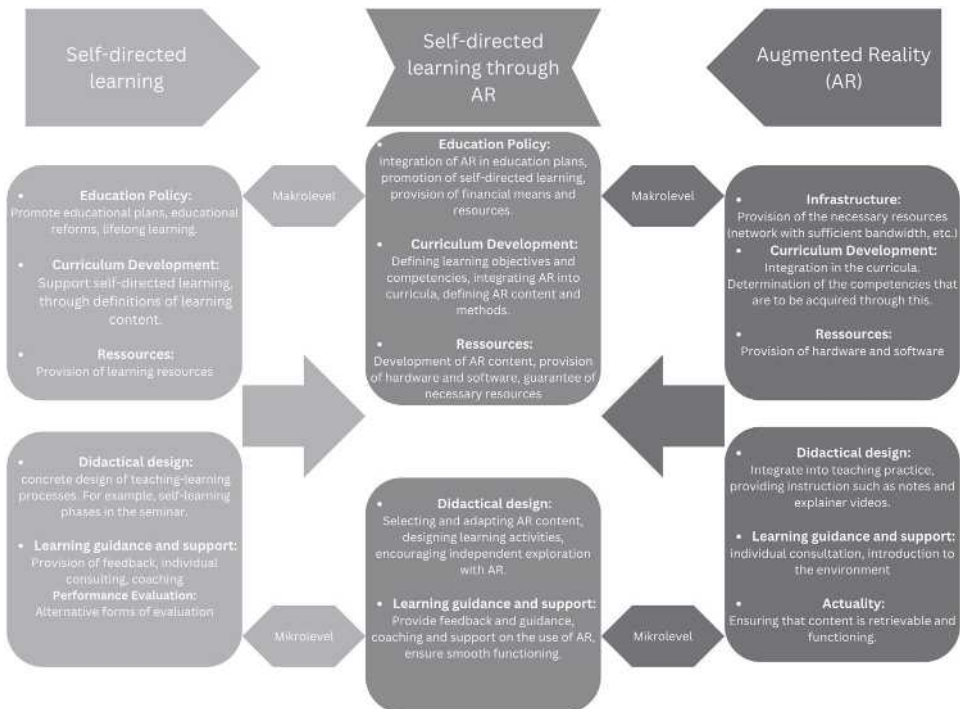 Self-directed
learning
Self-directed
learning through
AR
Augmented Reality
(AR)
• Education Policy:
Promote educational plans, educational
reforms, lifelong learning.
• Curriculum Development:
Support self-directed learning,
through definitions of learning
content.
• Ressources:
Provision of learning resources
Makrolevel
• Education Policy:
Integration of AR in education plans,
promotion of self-directed learning,
provision of financial means and
resources.
• Curriculum Development:
Defining learning objectives and
competencies, integrating AR into
curricula, defining AR content and
methods.
• Ressources:
Development of AR content, provision
of hardware and software, guarantee of
necessary resources
Makrolevel
• Infrastructure:
Provision of the necessary resources
(network with sufficient bandwidth, etc.)
• Curriculum Development:
Integration in the curricula.
Determination of the competencies that
are to be acquired through this.
• Ressources:
Provision of hardware and software
• Didactical design:
concrete design of teaching-learning
processes. For example, self-learning
phases in the seminar.
• Learning guidance and support:
Provision of feedback, individual
consulting, coaching
Performance Evaluation:
Alternative forms of evaluation
Mikrolevel
• Didactical design:
Selecting and adapting AR content,
designing learning activities,
encouraging independent exploration
with AR.
• Learning guidance and support:
Provide feedback and guidance,
coaching and support on the use of AR,
ensure smooth functioning.
Mikrolevel
• Didactical design:
Integrate into teaching practice,
providing instruction such as notes and
explainer videos.
• Learning guidance and support:
individual consultation, introduction to
the environment
• Actuality:
Ensuring that content is retrievable and
functioning.